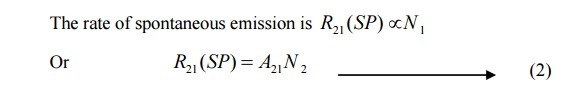 The rate of spontaneous emission is R₂₁(SP) ∝N₁
Or R₂₁(SP) = A₂₁N₂ ⟶ (2)